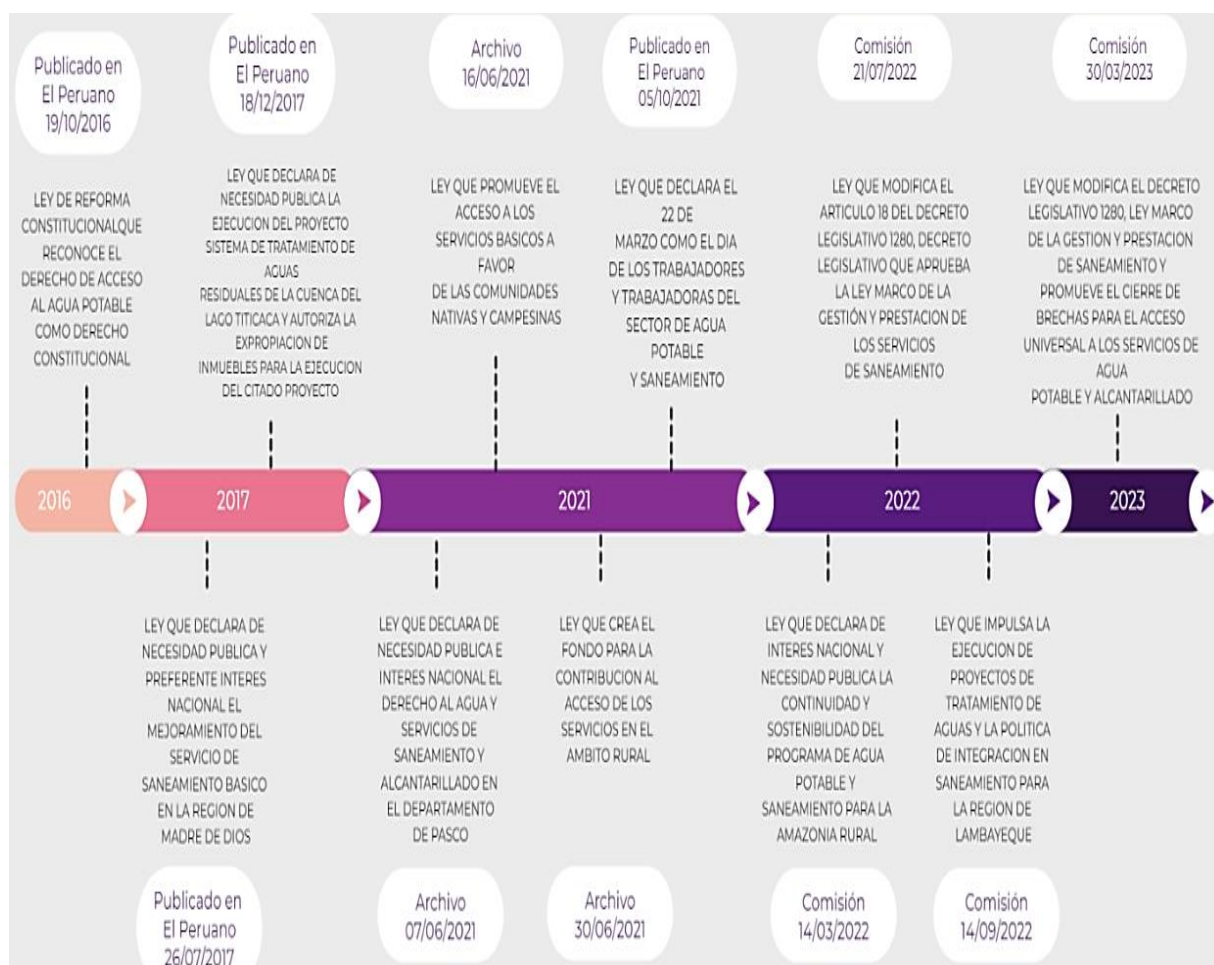 Publicado en
El Peruano
19/10/2016
LEY DE REFORMA
CONSTITUCIONALQUE
RECONOCE EL
DERECHO DE ACCESO
AL AGUA POTABLE
COMO DERECHO
CONSTITUCIONAL
Publicado en
El Peruano
18/12/2017
LEY QUE DECLARA DE
NECESIDAD PUBLICA LA
EJECUCION DEL PROYECTO
SISTEMA DE TRATAMIENTO DE
AGUAS
RESIDUALES DE LA CUENCA DEL
LAGO TITICACA Y AUTORIZA LA
EXPROPIACION DE
INMUEBLES PARA LA EJECUCION
DEL CITADO PROYECTO
Archivo
16/06/2021
LEY QUE PROMUEVE EL
ACCESO A LOS
SERVICIOS BASICOS A
FAVOR
DE LAS COMUNIDADES
NATIVAS Y CAMPESINAS
Publicado en
El Peruano
05/10/2021
LEY QUE DECLARA EL
22 DE
MARZO COMO EL DIA
DE LOS TRABAJADORES
Y TRABAJADORAS DEL
SECTOR DE AGUA
POTABLE
Y SANEAMIENTO
Comisión
21/07/2022
LEY QUE MODIFICA EL
ARTICULO 18 DEL DECRETO
LEGISLATIVO 1280, DECRETO
LEGISLATIVO QUE APRUEBA
LA LEY MARCO DE LA
GESTIÓN Y PRESTACION DE
LOS SERVICIOS
DE SANEAMIENTO
Comisión
30/03/2023
LEY QUE MODIFICA EL DECRETO
LEGISLATIVO 1280, LEY MARCO
DE LA GESTION Y PRESTACION
DE SANEAMIENTO Y
PROMUEVE EL CIERRE DE
BRECHAS PARA EL ACCESO
UNIVERSAL A LOS SERVICIOS DE
AGUA
POTABLE Y ALCANTARILLADO
2016
2017
2021
2022
2023
LEY QUE DECLARA DE
NECESIDAD PUBLICA Y
PREFERENTE INTERES
NACIONAL EL
MEJORAMIENTO DEL
SERVICIO DE
SANEAMIENTO BASICO
EN LA REGION DE
MADRE DE DIOS
Publicado en
El Peruano
26/07/2017
LEY QUE DECLARA DE
NECESIDAD PUBLICA E
INTERES NACIONAL EL
DERECHO AL AGUA Y
SERVICIOS DE
SANEAMIENTO Y
ALCANTARILLADO EN
EL DEPARTAMENTO
DE PASCO
Archivo
07/06/2021
LEY QUE CREA EL
FONDO PARA LA
CONTRIBUCION AL
ACCESO DE LOS
SERVICIOS EN EL
AMBITO RURAL
Archivo
30/06/2021
LEY QUE DECLARA DE
INTERES NACIONAL Y
NECESIDAD PUBLICA LA
CONTINUIDAD Y
SOSTENIBILIDAD DEL
PROGRAMA DE AGUA
POTABLE Y
SANEAMIENTO PARA LA
AMAZONIA RURAL
Comisión
14/03/2022
LEY QUE IMPULSA LA
EJECUCION DE
PROYECTOS DE
TRATAMIENTO DE
AGUAS Y LA POLITICA
DE INTEGRACION EN
SANEAMIENTO PARA
LA REGION DE
LAMBAYEQUE
Comisión
14/09/2022